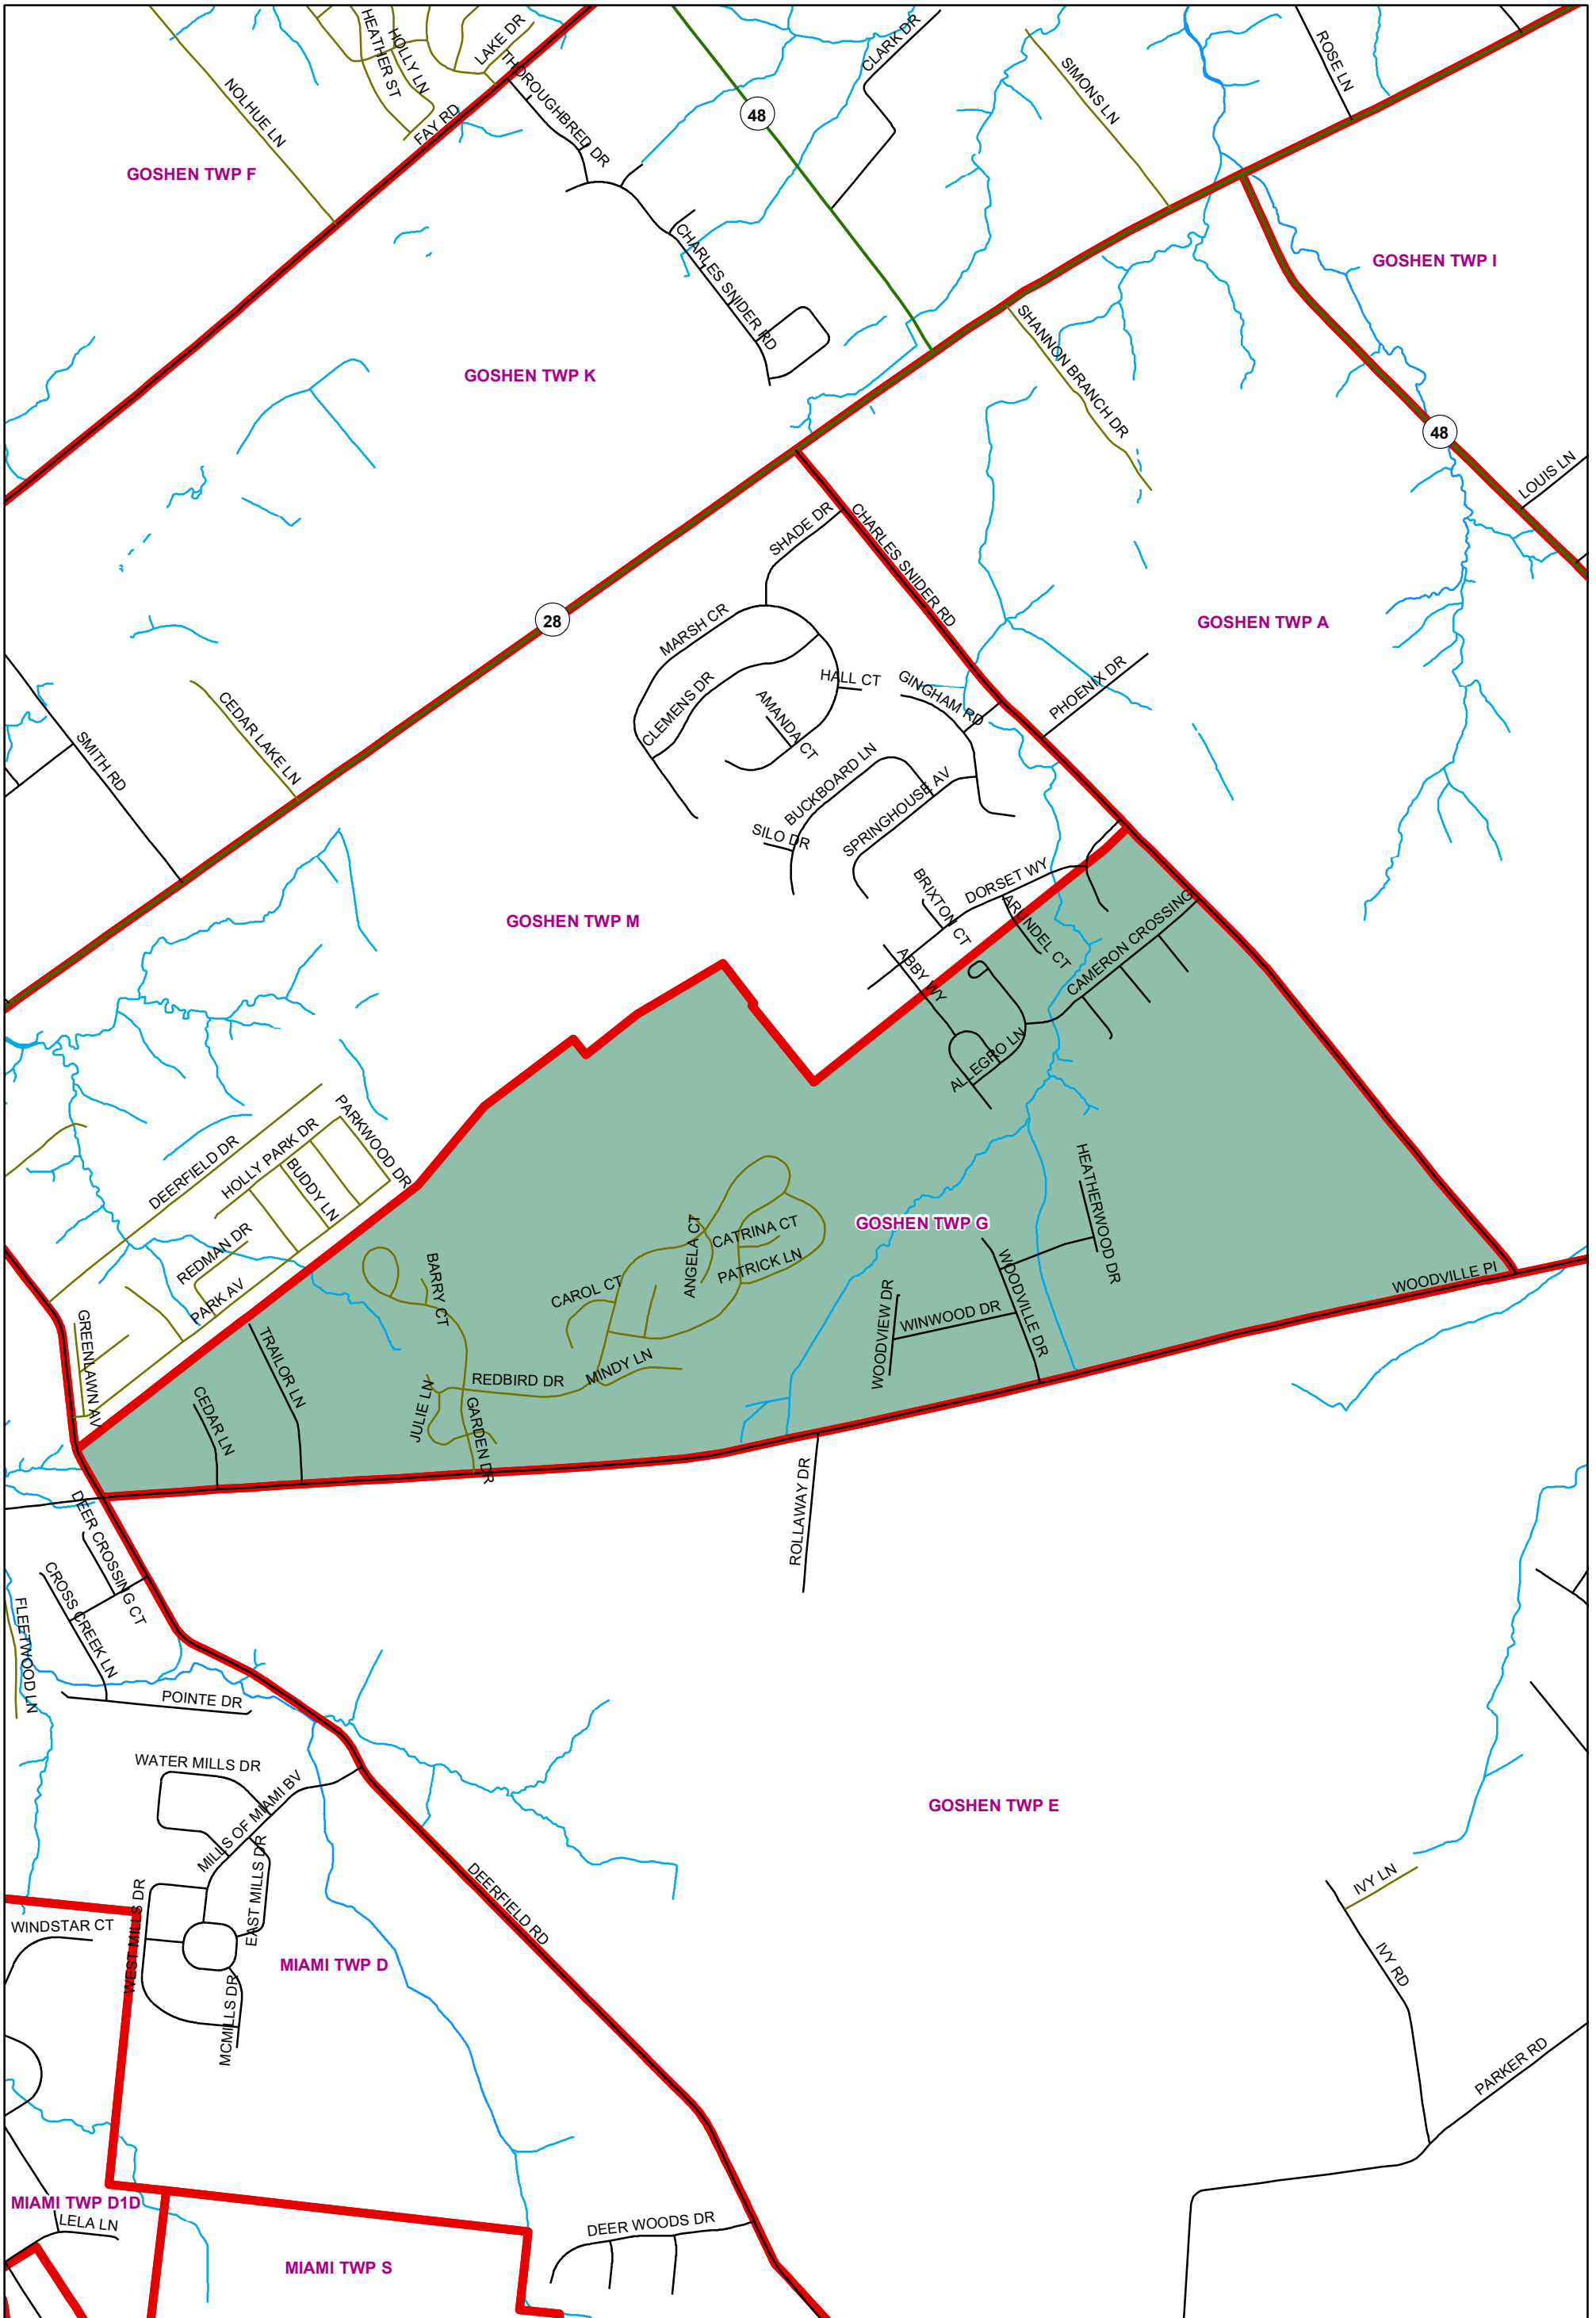 LAKE DR
HEATHER ST
HOLLY LN
CLARK DR
ROSE LN
THOROUGHBRED DR
NOLHUE LN
FAY RD
48
SIMONS LN
GOSHEN TWP F
GOSHEN TWP I
CHARLES SNIDER RD
GOSHEN TWP K
SHANNON BRANCH DR
48
LOUIS LN
SHADE DR
CHARLES SNIDER RD
28
GOSHEN TWP A
MARSH CR
HALL CT
GINGHAM RD
PHOENIX DR
CLEMENS DR
AMANDA CT
CEDAR LAKE LN
SMITH RD
BUCKBOARD LN
SPRINGHOUSE AV
SILO DR
DORSET WY
BRIXTON CT
ARUNDEL CT
GOSHEN TWP M
CAMERON CROSSING
ABBY WY
ALLEGRO LN
PARKWOOD DR
HOLLY PARK DR
DEERFIELD DR
BUDDY LN
HEATHERWOOD DR
REDMAN DR
GOSHEN TWP G
CATRINA CT
ANGELA CT
PATRICK LN
BARRY CT
CAROL CT
PARK AV
WOODVILLE PI
WOODVILLE DR
WOODVIEW DR
WINWOOD DR
GREENLAWN AV
TRAILOR LN
MINDY LN
REDBIRD DR
CEDAR LN
JULIE LN
GARDEN DR
ROLLAWAY DR
DEER CROSSING CT
CROSS CREEK LN
FLEETWOOD LN
POINTE DR
WATER MILLS DR
MILLS OF MIAMI BV
GOSHEN TWP E
EAST MILLS DR
WEST MILLS DR
DEERFIELD RD
IVY LN
WINDSTAR CT
IVY RD
MIAMI TWP D
MCMILLS DR
PARKER RD
MIAMI TWP D1D
LELA LN
DEER WOODS DR
MIAMI TWP S